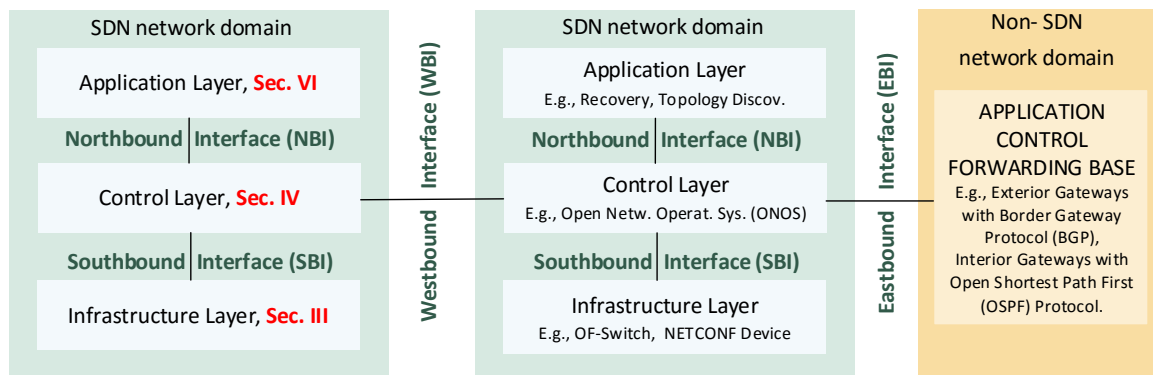 SDN network domain
Application Layer, Sec. VI
Northbound Interface (NBI)
Control Layer, Sec. IV
Southbound Interface (SBI)
Infrastructure Layer, Sec. III
Westbound Interface (WBI)
SDN network domain
Application Layer
E.g., Recovery, Topology Discov.
Northbound Interface (NBI)
Control Layer
E.g., Open Netw. Operat. Sys. (ONOS)
Southbound Interface (SBI)
Infrastructure Layer
E.g., OF-Switch, NETCONF Device
Eastbound Interface (EBI)
Non- SDN
network domain
APPLICATION
CONTROL
FORWARDING BASE
E.g., Exterior Gateways
with Border Gateway
Protocol (BGP),
Interior Gateways with
Open Shortest Path First
(OSPF) Protocol.